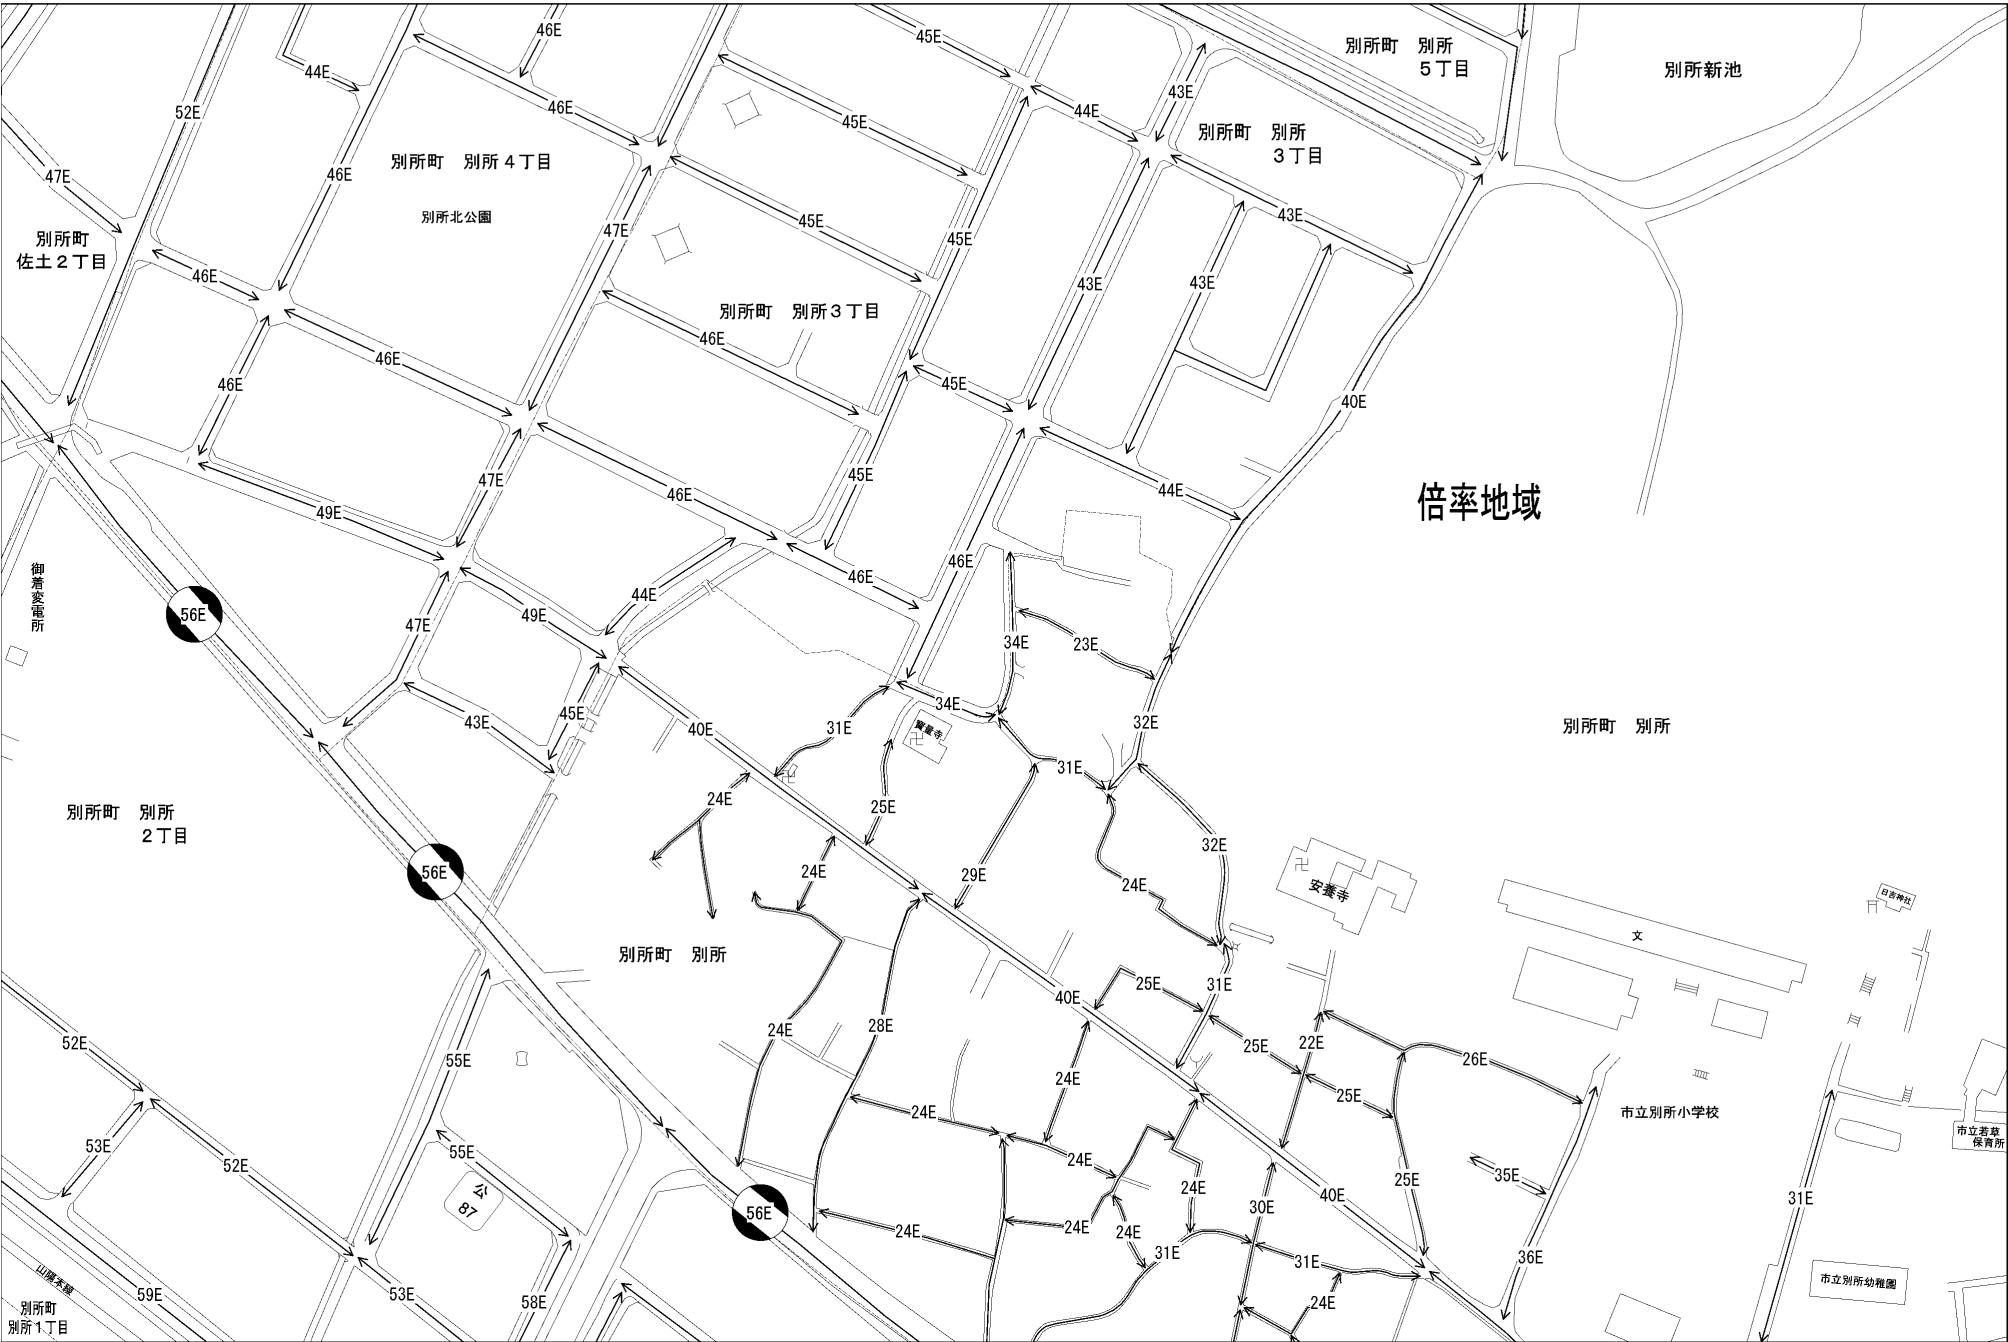 46E
45E
別所町　別所
５丁目
別所新池
44E
52E
43E
46E
44E
45E
別所町　別所
３丁目
別所町　別所４丁目
47E
46E
別所北公園
43E
45E
47E
45E
別所町
佐土２丁目
46E
43E
43E
別所町　別所３丁目
46E
46E
46E
45E
40E
47E
45E
46E
44E
倍率地域
49E
46E
46E
御着変電所
44E
56E
49E
47E
34E
23E
34E
45E
43E
40E
31E
32E
別所町　別所
寳量寺
31E
24E
25E
別所町　別所
２丁目
32E
56E
24E
29E
24E
安養寺
日吉神社
文
別所町　別所
31E
25E
40E
28E
24E
52E
25E
22E
26E
55E
24E
25E
24E
市立別所小学校
市立若草
保育所
53E
55E
52E
24E
35E
公
87
24E
25E
40E
31E
30E
56E
24E
24E
24E
31E
31E
36E
山陽本線
59E
53E
58E
24E
市立別所幼稚園
別所町
別所１丁目